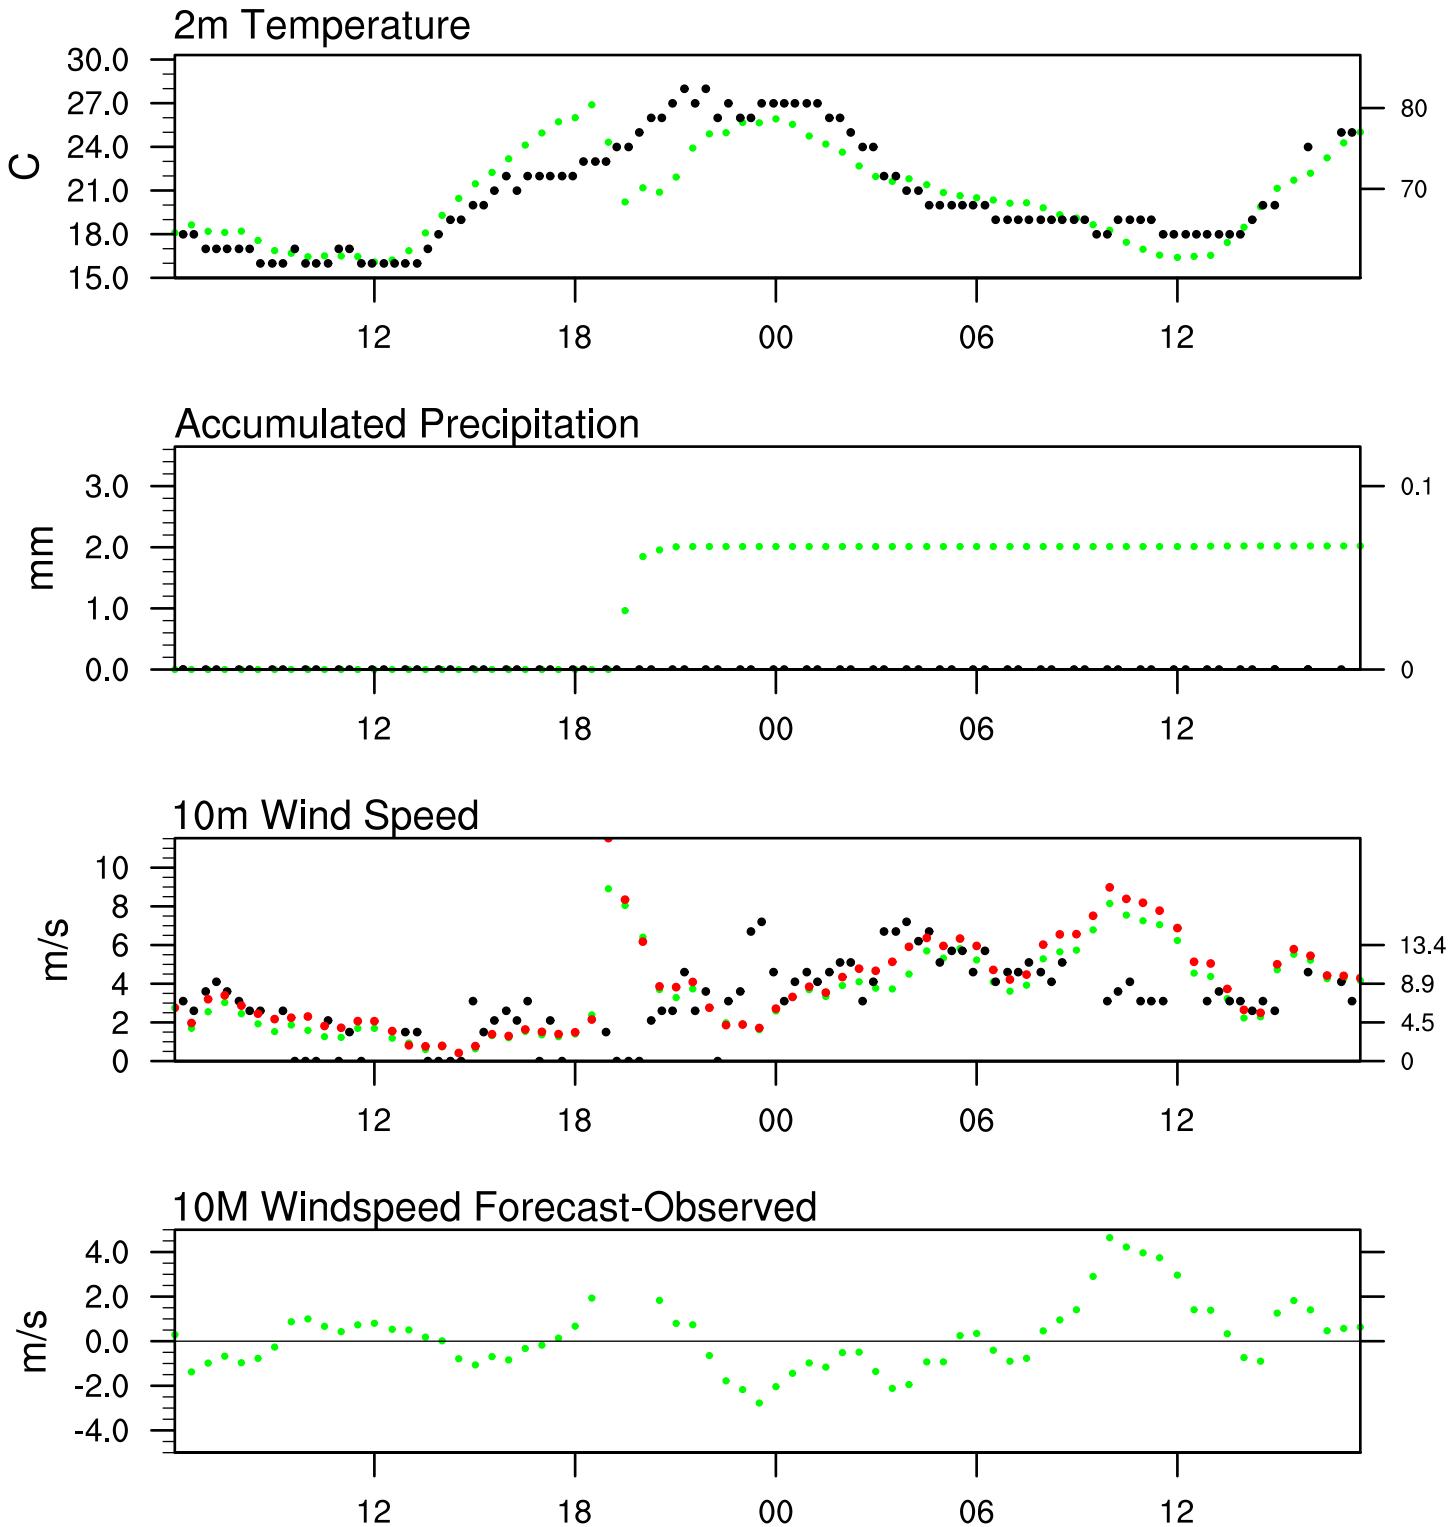 2m Temperature
30.0
27.0
24.0
21.0
18.0
15.0
C
80
70
12 18 00 06 12
Accumulated Precipitation
3.0
2.0
1.0
0.0
mm
0.1
0
12 18 00 06 12
10m Wind Speed
10
8
6
4
2
0
m/s
13.4
8.9
4.5
0
12 18 00 06 12
10M Windspeed Forecast-Observed
4.0
2.0
0.0
-2.0
-4.0
m/s
12 18 00 06 12